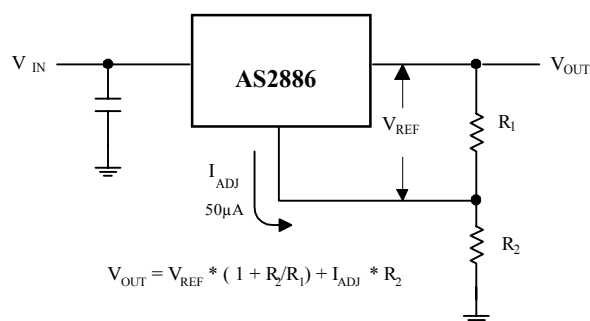 V IN
AS2886
V OUT
V REF
R1
I ADJ
50µA
R2
V OUT = V REF * ( 1 + R2/R1) + I ADJ * R2